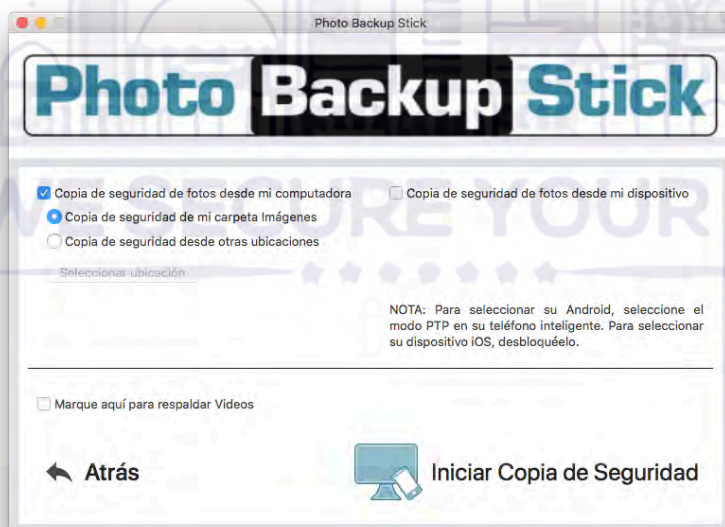 Photo Backup Stick
Photo Backup Stick
Copia de seguridad de fotos desde mi computadora
Copia de seguridad de mi carpeta Imágenes
Copia de seguridad desde otras ubicaciones
Seleccionar ubicación
Copia de seguridad de fotos desde mi dispositivo
NOTA: Para seleccionar su Android, seleccione el
modo PTP en su teléfono inteligente. Para seleccionar
su dispositivo iOS, desbloquéelo.
Marque aquí para respaldar Videos
Atrás
Iniciar Copia de Seguridad
WE SECURE YOUR